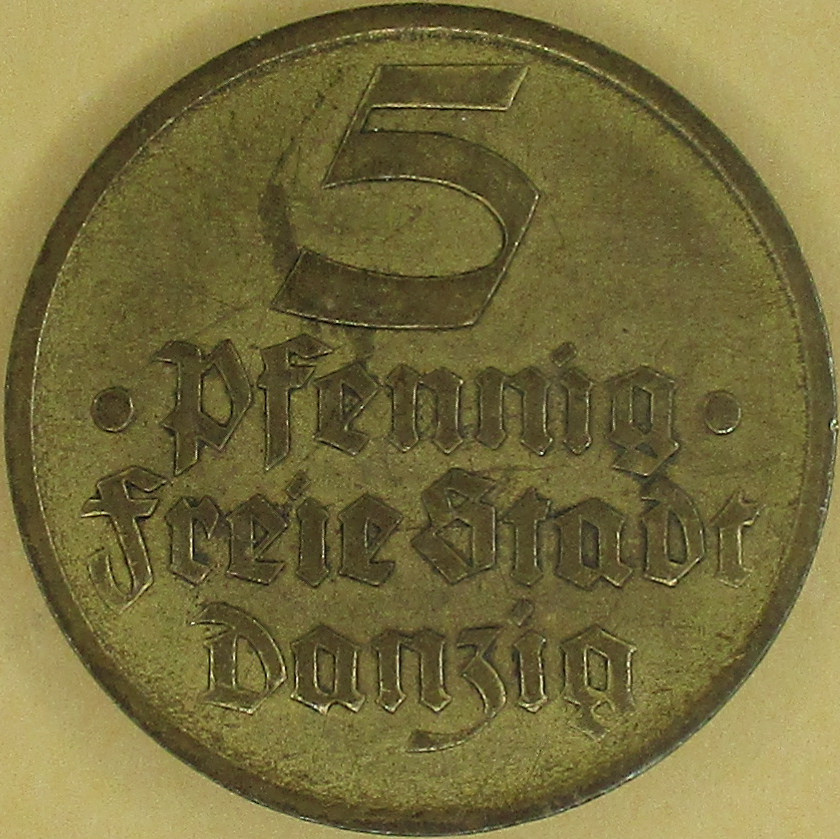 5
· Pfennig ·
Freie Stadt
Danzig